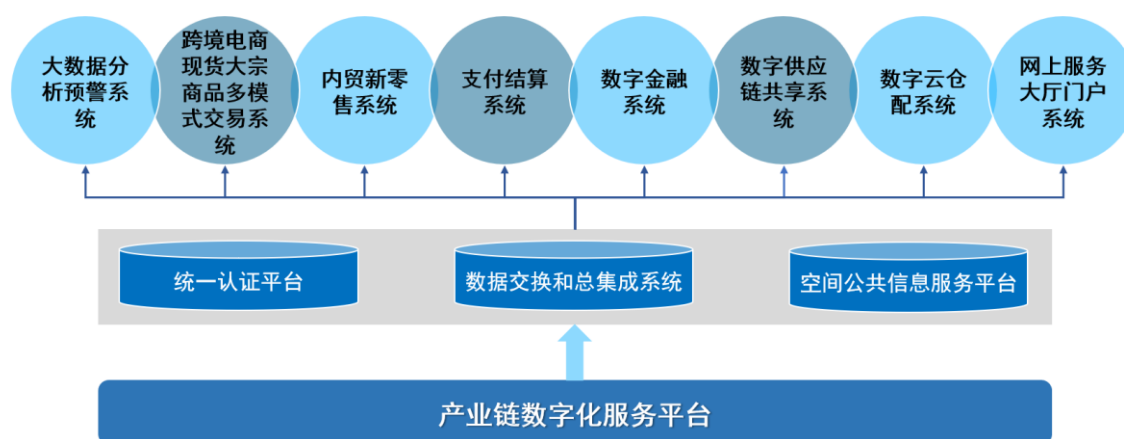 大数据分
析预警系
统
跨境电商
现货大宗
商品多模
式交易系
统
内贸新零
售系统
支付结算
系统
数字金融
系统
数字供应
链共享系
统
数字云仓
配系统
网上服务
大厅门户
系统
统一认证平台
数据交换和总集成系统
空间公共信息服务平台
产业链数字化服务平台